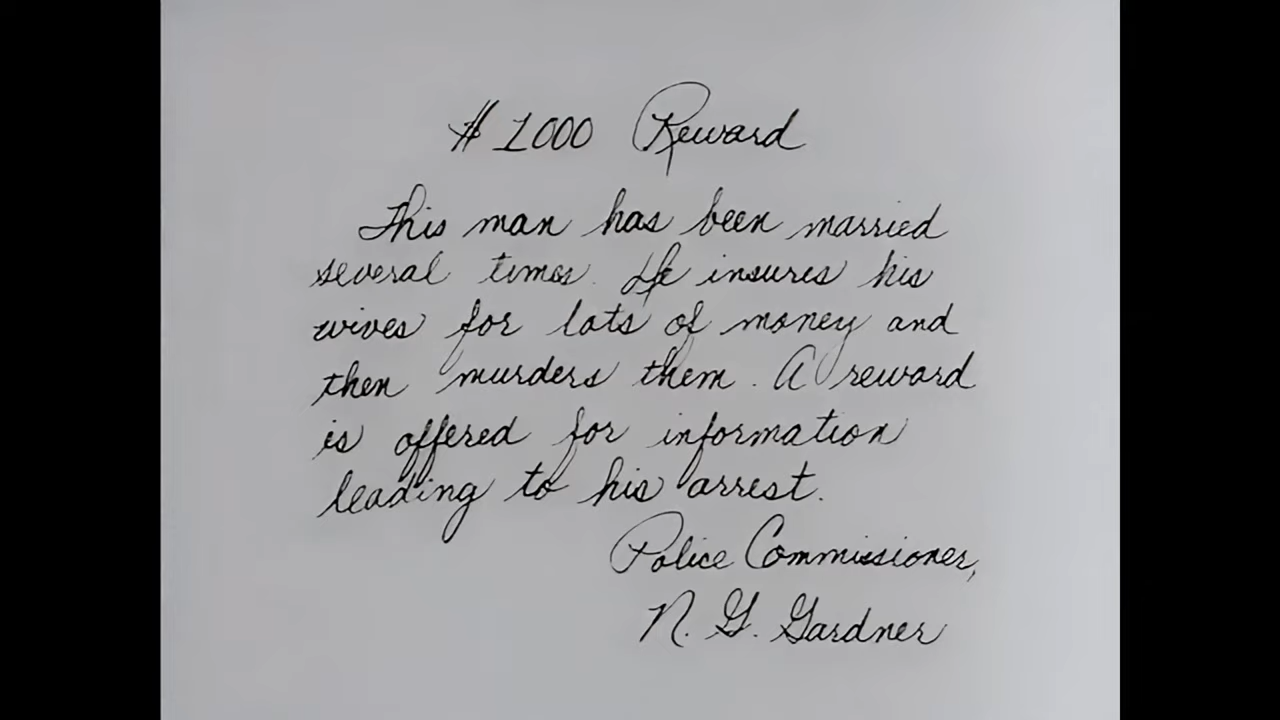 $1000 Reward
This man has been married
several times. He insures his
wives for lots of money and
then murders them. A reward
is offered for information
leading to his arrest.
Police Commissioner,
N. G. Gardner